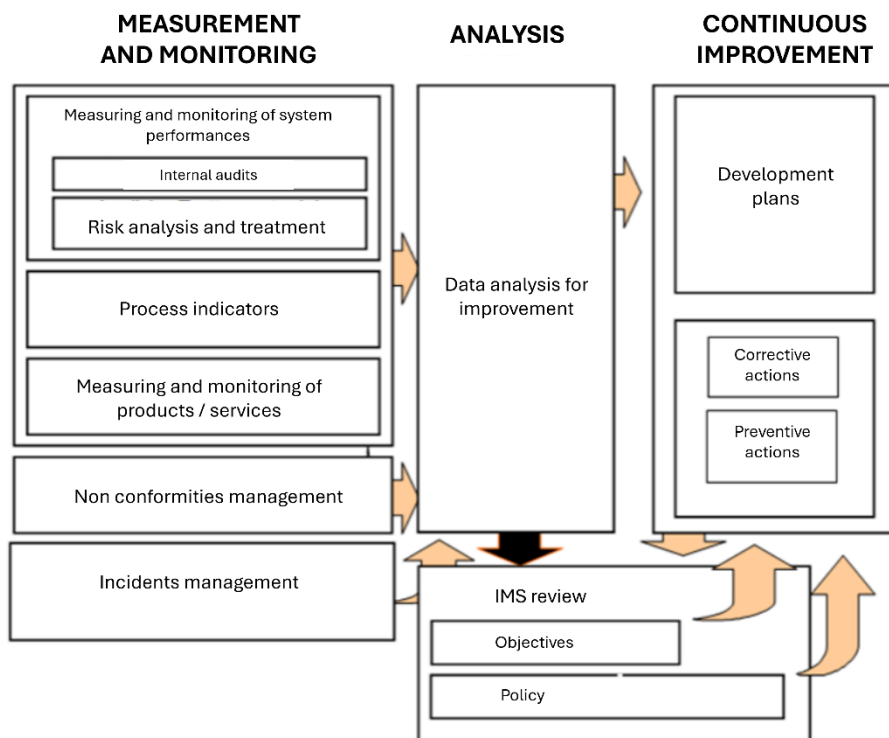 MEASUREMENT
AND MONITORING
ANALYSIS
CONTINUOUS
IMPROVEMENT
Measuring and monitoring of system
performances
Internal audits
Risk analysis and treatment
Process indicators
Measuring and monitoring of
products / services
Non conformities management
Incidents management
Data analysis for
improvement
Development
plans
Corrective
actions
Preventive
actions
IMS review
Objectives
Policy